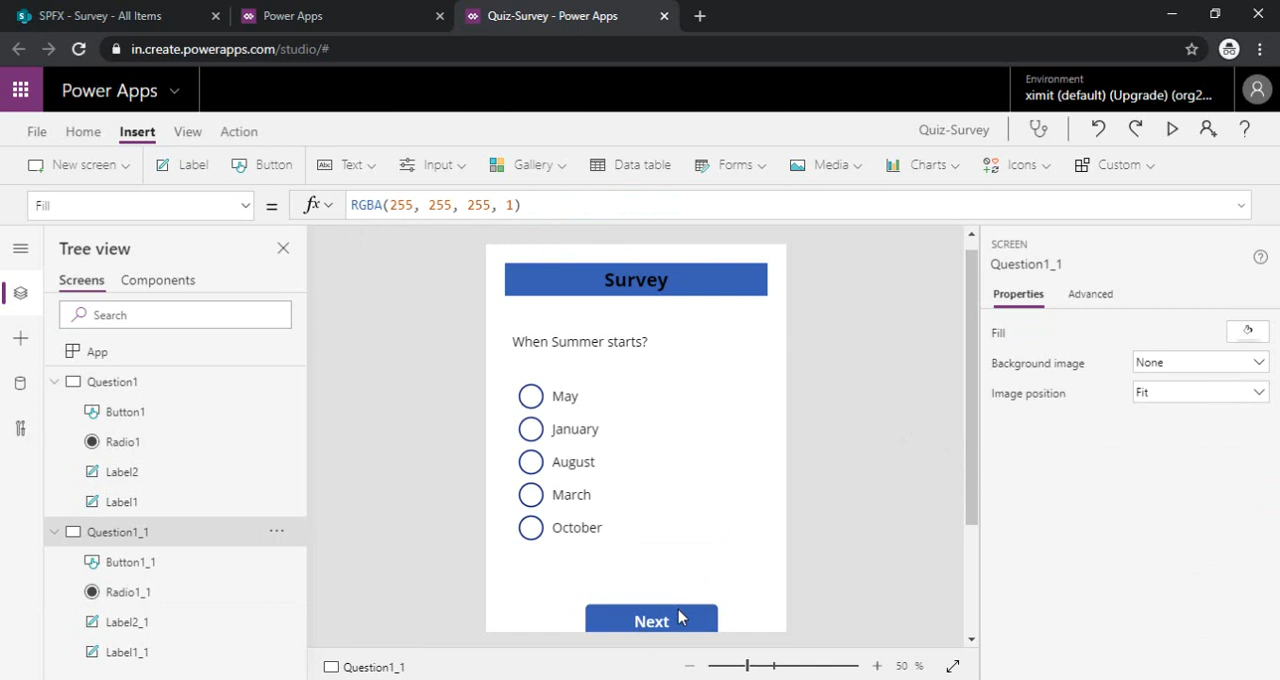 SPFX - Survey - All Items
Power Apps
Quiz-Survey - Power Apps
in.create.powerapps.com/studio/#
Power Apps
Environment
ximit (default) (Upgrade) (org2...
File Home Insert View Action
Quiz-Survey
New screen Label Button Text Input Gallery Data table Forms Media Charts Icons Custom
Fill = fx RGBA(255, 255, 255, 1)
Tree view
Screens Components
Search
App
Question1
Button1
Radio1
Label2
Label1
Question1_1
Button1_1
Radio1_1
Label2_1
Label1_1
Survey
When Summer starts?
May
January
August
March
October
Next
Question1_1
50 %
SCREEN
Question1_1
Properties Advanced
Fill
Background image None
Image position Fit